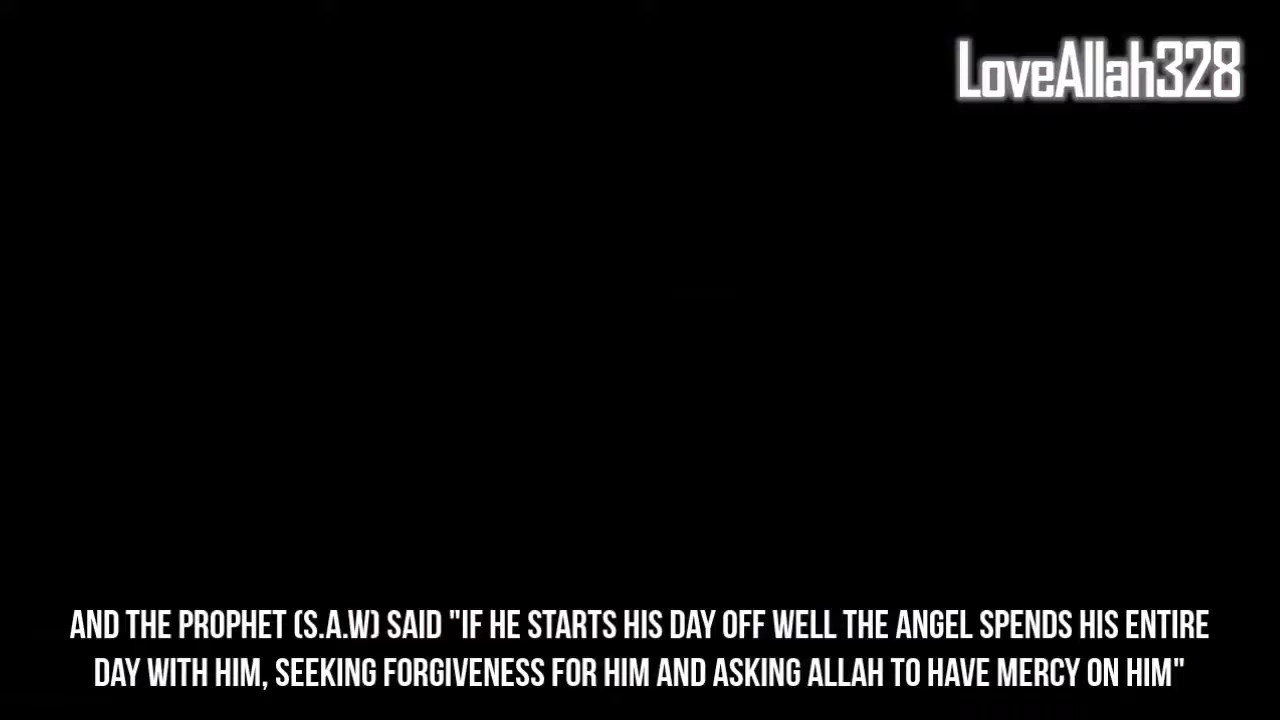 LoveAllah328
AND THE PROPHET (S.A.W) SAID "IF HE STARTS HIS DAY OFF WELL THE ANGEL SPENDS HIS ENTIRE
DAY WITH HIM, SEEKING FORGIVENESS FOR HIM AND ASKING ALLAH TO HAVE MERCY ON HIM"